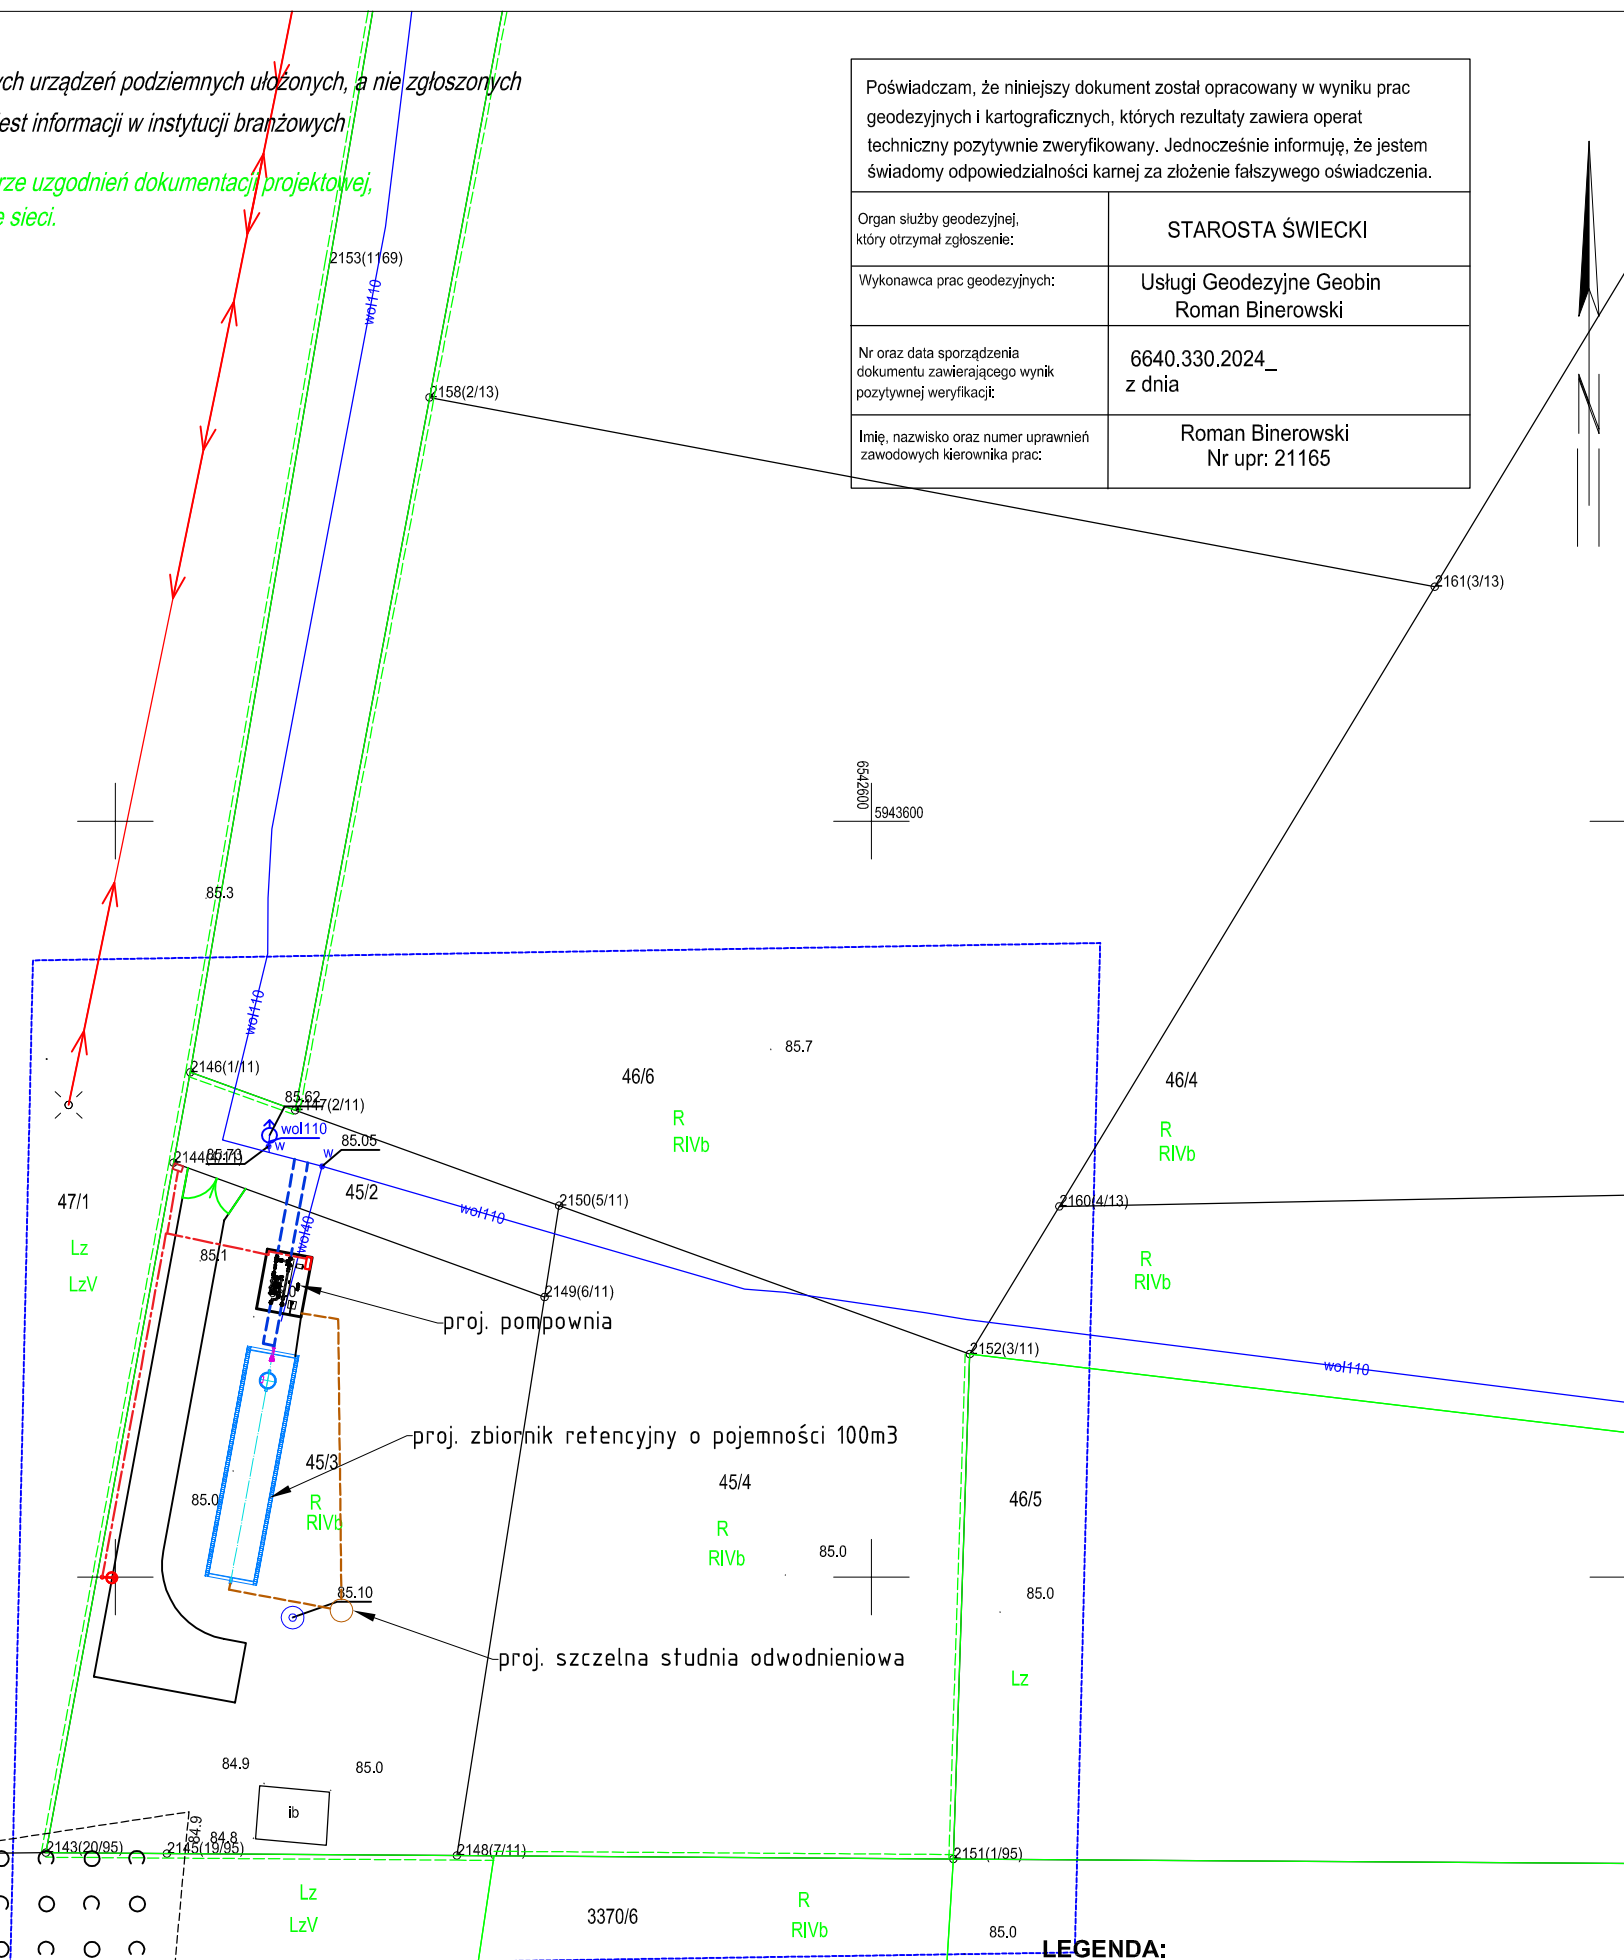 ch urządzeń podziemnych ułożonych, a nie zgłoszonych
est informacji w instytucji branżowych
rze uzgodnień dokumentacji projektowej,
e sieci.
Poświadczam, że niniejszy dokument został opracowany w wyniku prac
geodezyjnych i kartograficznych, których rezultaty zawiera operat
techniczny pozytywnie zweryfikowany. Jednocześnie informuję, że jestem
świadomy odpowiedzialności karnej za złożenie fałszywego oświadczenia.
Organ służby geodezyjnej,
który otrzymał zgłoszenie:
STAROSTA ŚWIECKI
Wykonawca prac geodezyjnych:
Usługi Geodezyjne Geobin
Roman Binerowski
Nr oraz data sporządzenia
dokumentu zawierającego wynik
pozytywnej weryfikacji:
6640.330.2024_
z dnia
Imię, nazwisko oraz numer uprawnień
zawodowych kierownika prac:
Roman Binerowski
Nr upr: 21165
2153(1169)
wol110
2158(2/13)
2161(3/13)
6542600
5943600
85.3
wol110
85.7
46/6
46/4
2146(1/11)
85.62
2147(2/11)
R
RIVb
R
RIVb
wol110
w
85.05
w
2144(4/11)
85.73
47/1
45/2
2150(5/11)
2160(4/13)
wol110
wol40
Lz
LzV
85.1
R
RIVb
2149(6/11)
proj. pompownia
2152(3/11)
wol110
proj. zbiornik retencyjny o pojemności 100m3
45/3
45/4
46/5
85.0
R
RIVb
R
RIVb
85.0
85.10
85.0
proj. szczelna studnia odwodnieniowa
Lz
84.9
85.0
ib
84.9
84.8
2143(20/95)
2145(19/95)
2148(7/11)
2151(1/95)
Lz
LzV
3370/6
R
RIVb
85.0
LEGENDA: